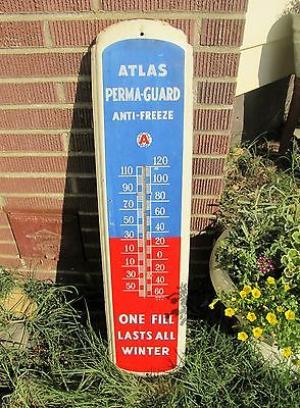 ATLAS
PERMA-GUARD
ANTI-FREEZE
A
120
110 100
90 80
70 60
50 40
30 20
10 0
10 20
30 40
50 60
ONE FILL
LASTS ALL
WINTER